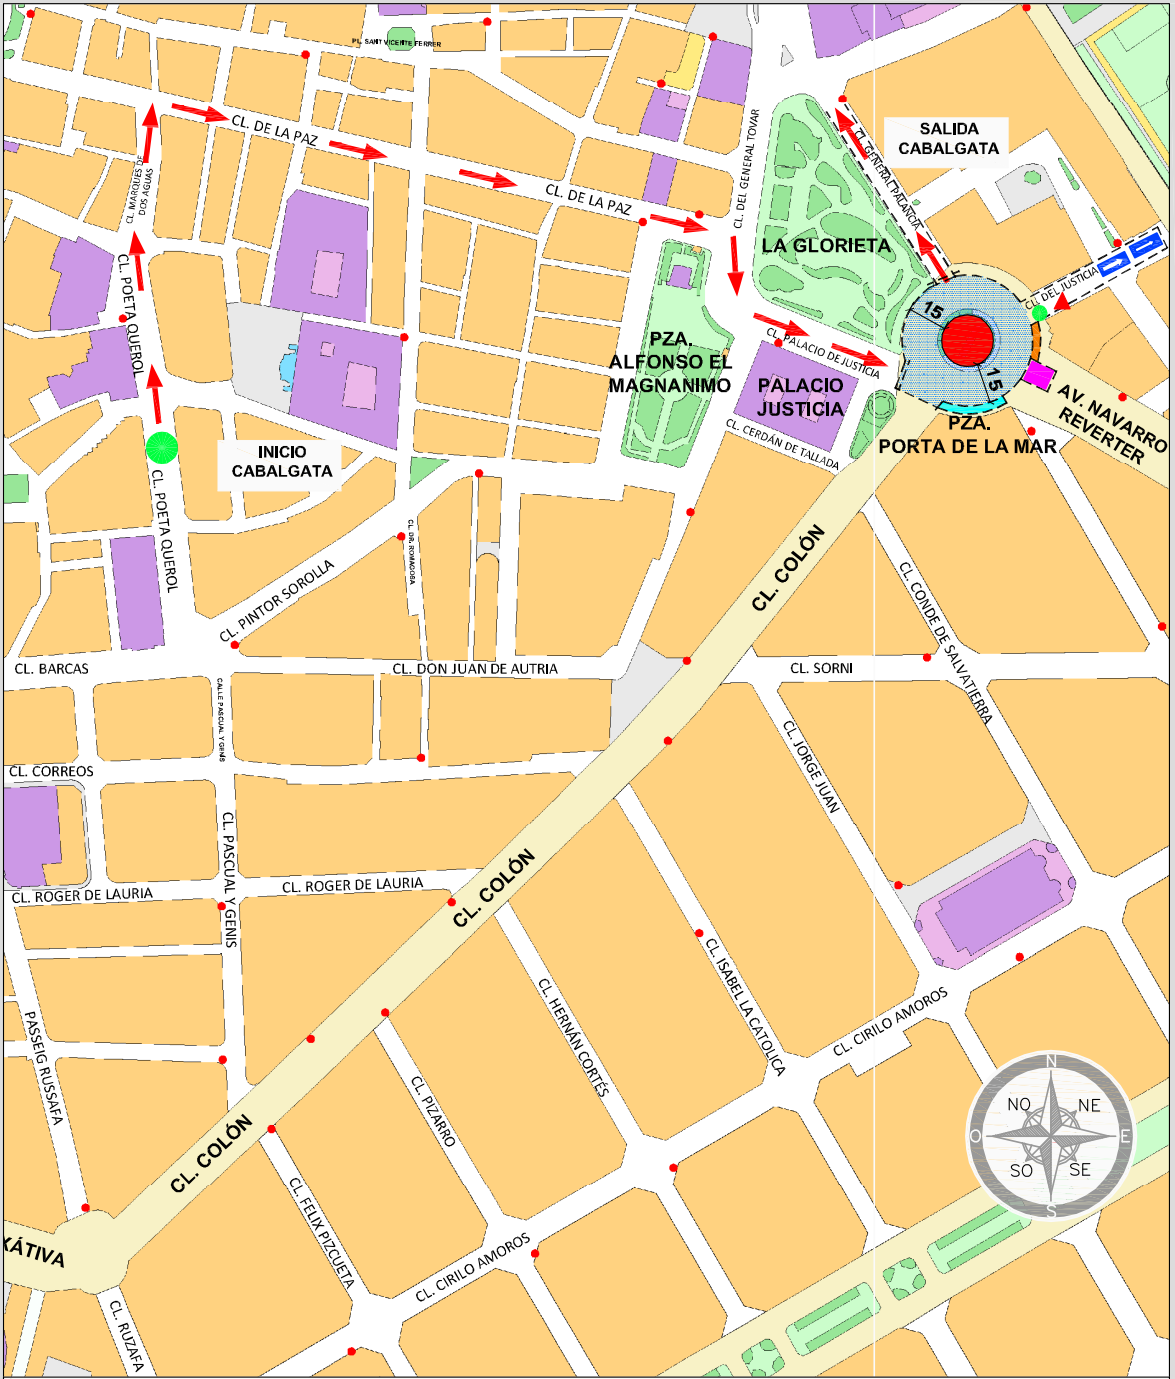 PL. SANT VICENTE FERRER
CL. DE LA PAZ
CL. DE LA PAZ
CL. MARQUES DE
DOS AGUAS
CL. DEL GENERAL TOVAR
CL. GENERAL PALANCIA
SALIDA
CABALGATA
LA GLORIETA
CL. DEL JUSTICIA
CL. POETA QUEROL
15
15
PZA.
ALFONSO EL
MAGNANIMO
CL. PALACIO DE JUSTICIA
PALACIO
JUSTICIA
CL. CERDÁN DE TALLADA
PZA.
PORTA DE LA MAR
AV. NAVARRO
REVERTER
INICIO
CABALGATA
CL. POETA QUEROL
CL. DR. ROMAGOSA
CL. PINTOR SOROLLA
CL. COLÓN
CL. CONDE DE SALVATIERRA
CL. BARCAS
CL. DON JUAN DE AUTRIA
CL. SORNI
CALLE PASCUAL Y GENIS
CL. JORGE JUAN
CL. CORREOS
CL. PASCUAL Y GENIS
CL. ROGER DE LAURIA
CL. ROGER DE LAURIA
CL. COLÓN
CL. ISABEL LA CATOLICA
CL. HERNÁN CORTÉS
CL. CIRILO AMOROS
PASSEIG RUSSAFA
CL. PIZARRO
CL. COLÓN
CL. FELIX PIZCUETA
CL. CIRILO AMOROS
XÁTIVA
CL. RUZAFA
N
NO
NE
O
E
SO
SE
S